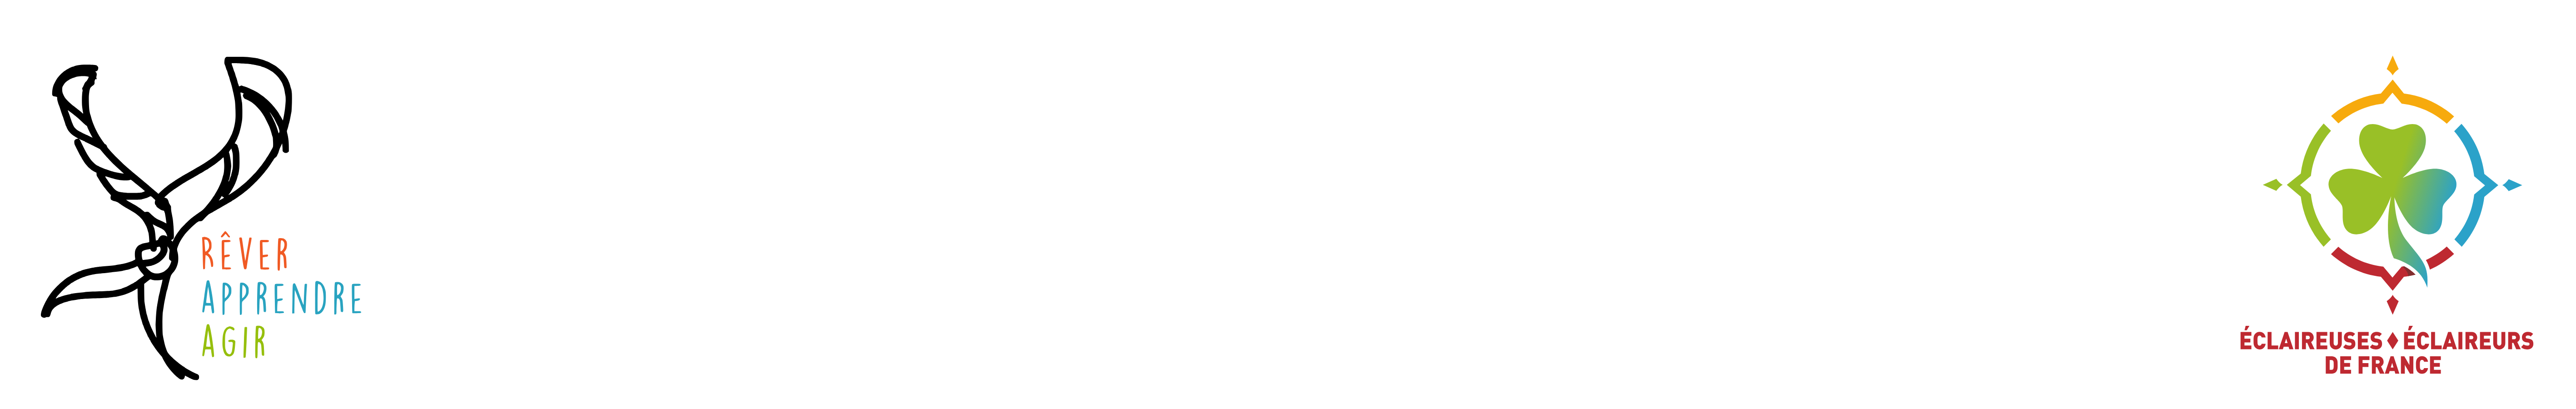 RÊVER
APPRENDRE
AGIR
ÉCLAIREUSES ♦ ÉCLAIREURS
DE FRANCE